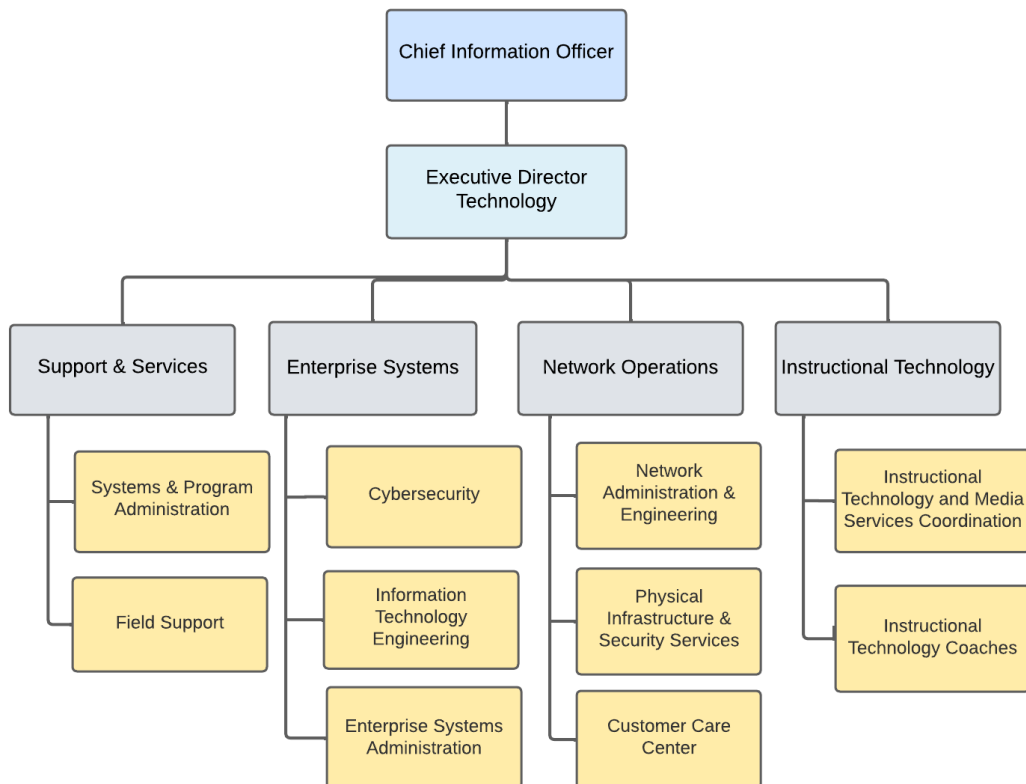 Chief Information Officer
Executive Director
Technology
Support & Services
Enterprise Systems
Network Operations
Instructional Technology
Systems & Program
Administration
Field Support
Cybersecurity
Information
Technology
Engineering
Enterprise Systems
Administration
Network
Administration &
Engineering
Physical
Infrastructure &
Security Services
Customer Care
Center
Instructional
Technology and Media
Services Coordination
Instructional
Technology Coaches